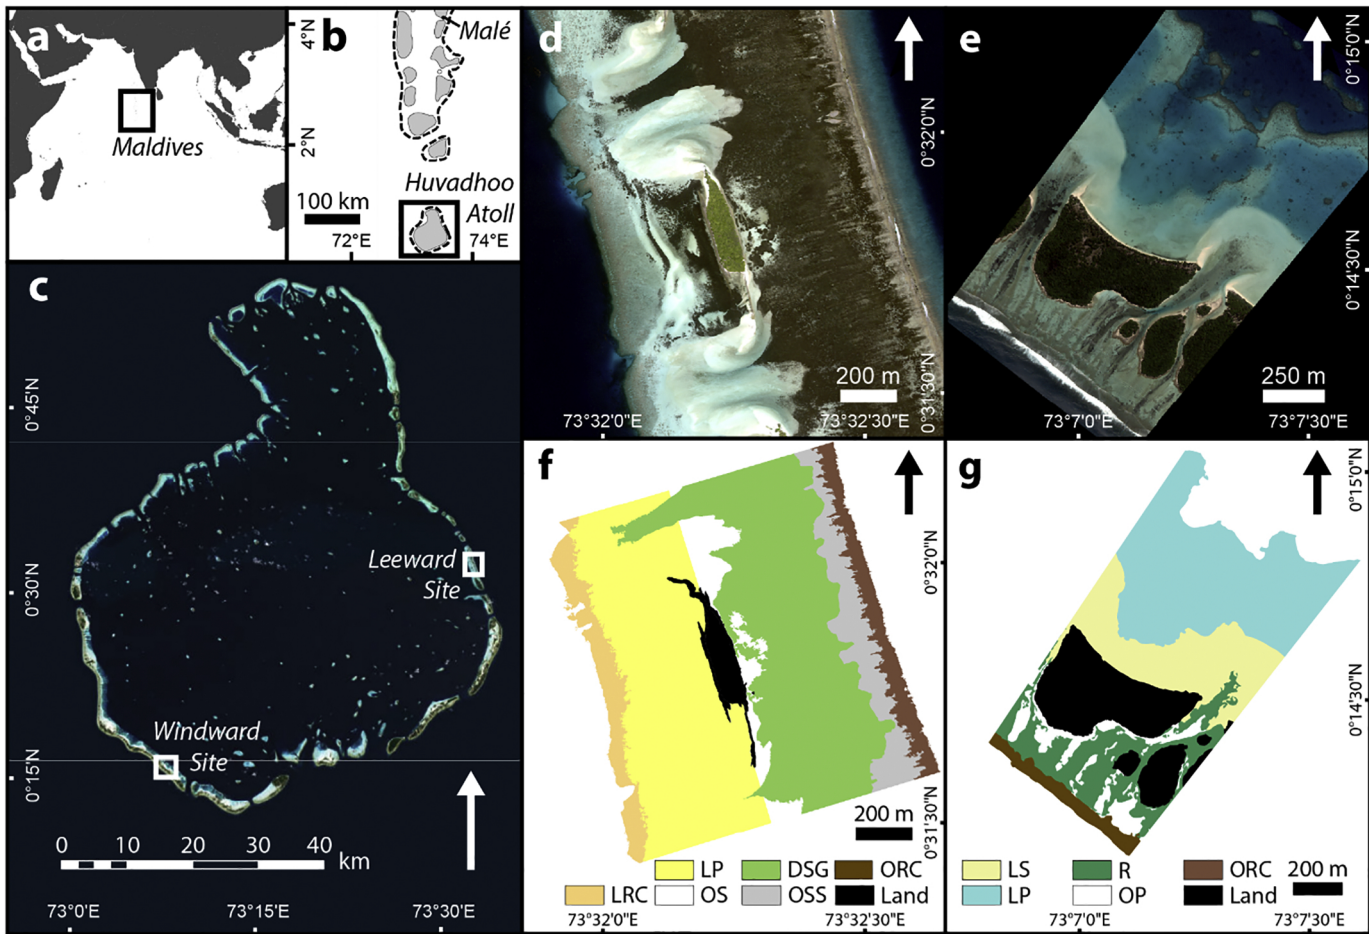 a
Maldives
b
4°N
2°N
Malé
Huvadhoo
Atoll
100 km
72°E
74°E
c
0°45'N
0°30'N
0°15'N
Leeward
Site
Windward
Site
0 10 20 30 40
km
73°0'E
73°15'E
73°30'E
d
0°32'0"N
0°31'30"N
200 m
73°32'0"E
73°32'30"E
e
0°15'0"N
0°14'30"N
250 m
73°7'0"E
73°7'30"E
f
0°32'0"N
0°31'30"N
200 m
LP
DSG
ORC
LRC
OS
OSS
Land
73°32'0"E
73°32'30"E
g
0°15'0"N
0°14'30"N
LS
R
ORC
200 m
LP
OP
Land
73°7'0"E
73°7'30"E